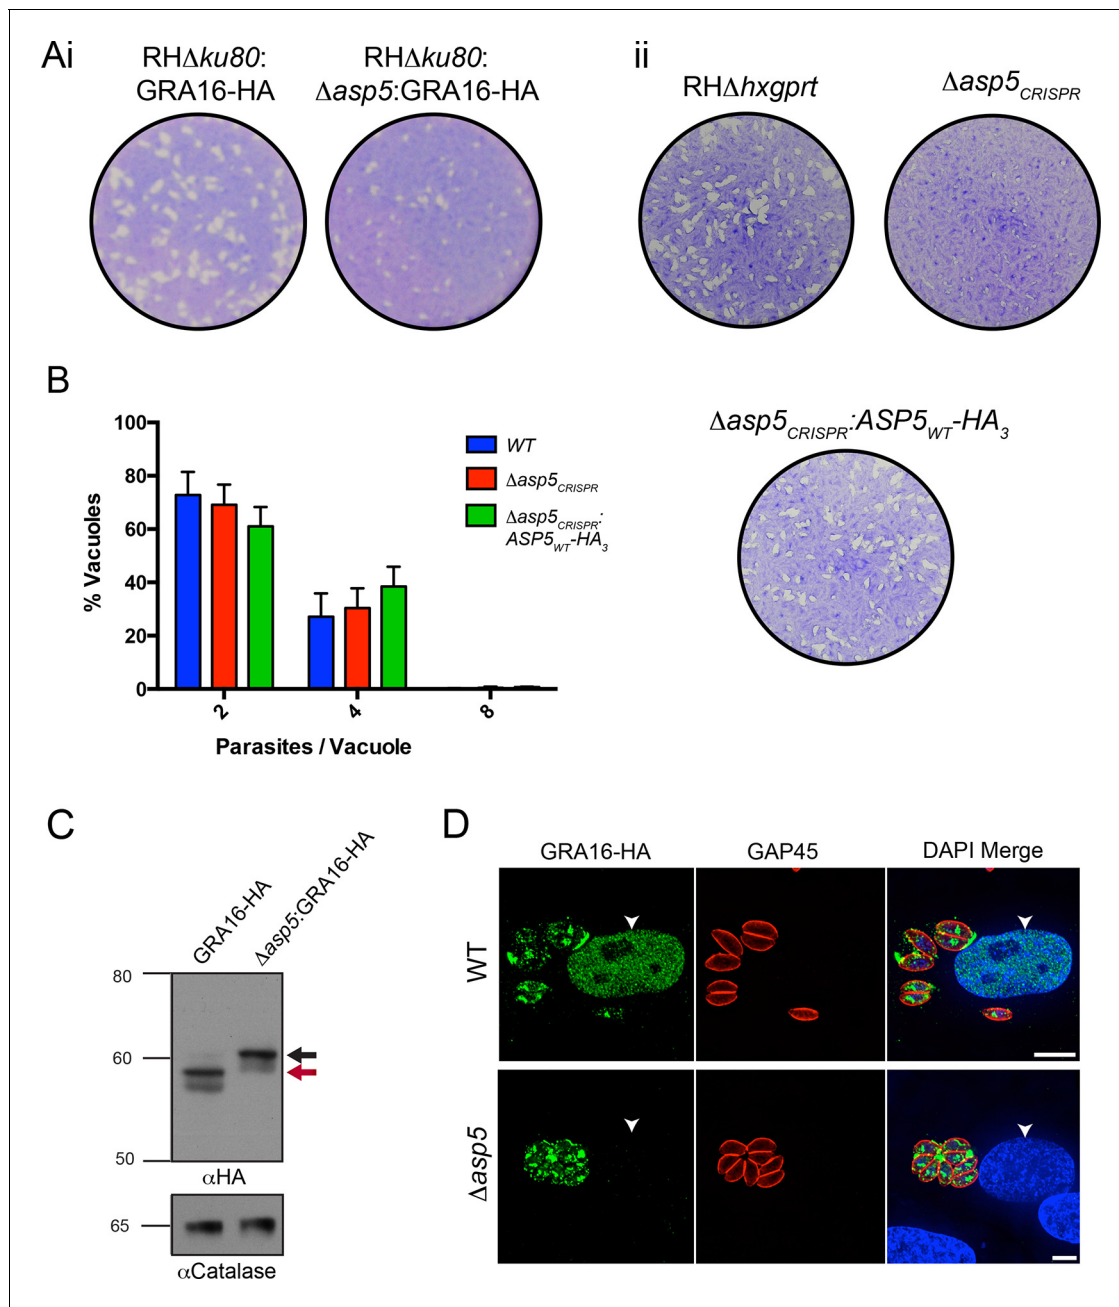 Ai
RHΔku80:
GRA16-HA
RHΔku80:
Δasp5:GRA16-HA
ii
RHΔhxgprt
Δasp5CRISPR
Δasp5CRISPR:ASP5WT-HA3
B
100
80
60
40
20
0
% Vacuoles
2
4
8
Parasites / Vacuole
WT
Δasp5CRISPR
Δasp5CRISPR:
ASP5WT-HA3
C
GRA16-HA
Δasp5:GRA16-HA
80
60
50
αHA
65
αCatalase
D
GRA16-HA
GAP45
DAPI Merge
WT
Δasp5